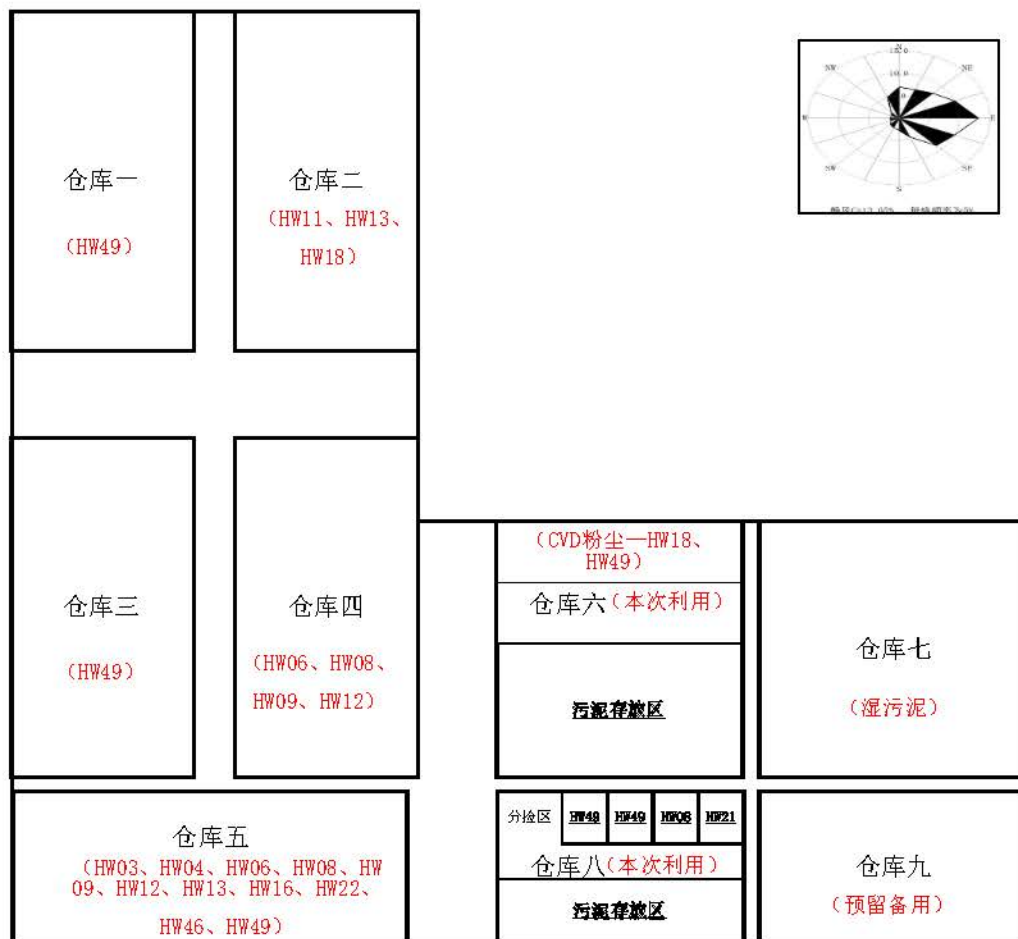 仓库一
（HW49）
仓库二
（HW11、HW13、
HW18）
N
10.0
NW
NE
W
E
SW
S
仓库三
（HW49）
仓库四
（HW06、HW08、
HW09、HW12）
（CVD粉尘—HW18、
HW49）
仓库六（本次利用）
污泥存放区
仓库七
（湿污泥）
仓库五
（HW03、HW04、HW06、HW08、HW
09、HW12、HW13、HW16、HW22、
HW46、HW49）
分捡区 HW49 HW49 HW08 HW21
仓库八（本次利用）
污泥存放区
仓库九
（预留备用）